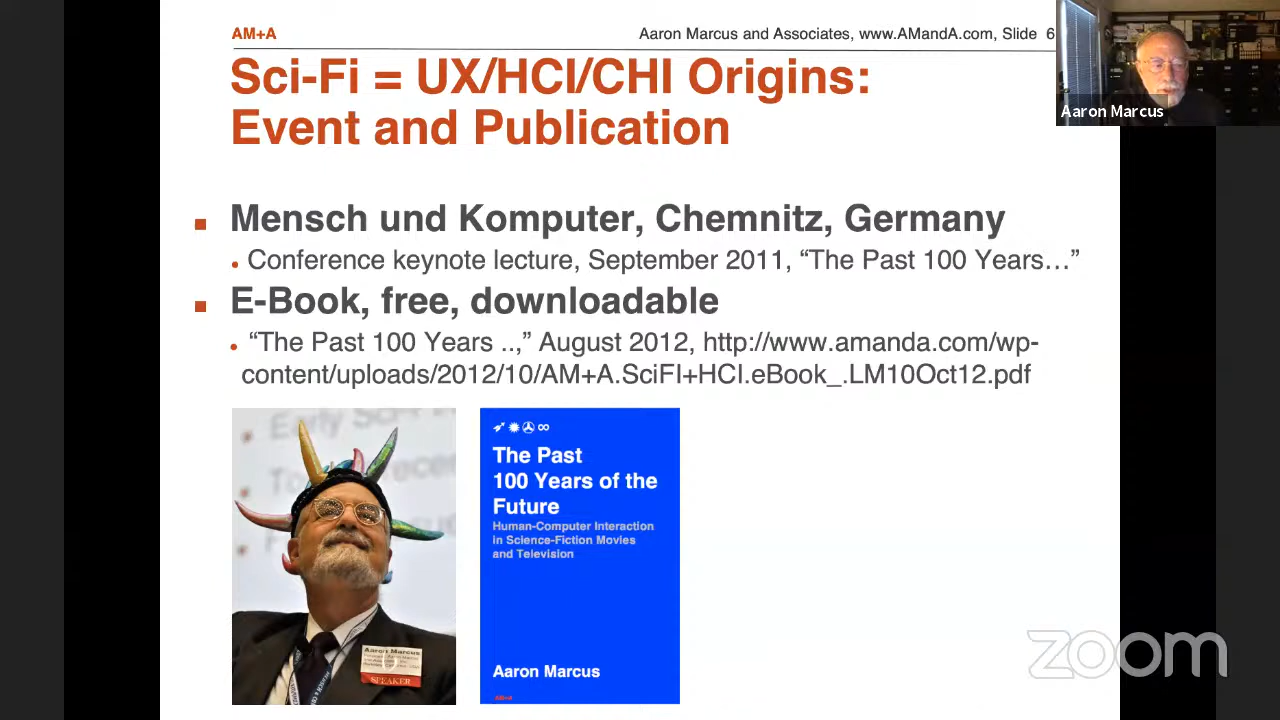 AM+A
Aaron Marcus and Associates, www.AMandA.com, Slide 6
Sci-Fi = UX/HCI/CHI Origins:
Event and Publication
Aaron Marcus
Mensch und Komputer, Chemnitz, Germany
Conference keynote lecture, September 2011, “The Past 100 Years…”
E-Book, free, downloadable
“The Past 100 Years ..,” August 2012, http://www.amanda.com/wp-
content/uploads/2012/10/AM+A.SciFI+HCI.eBook_.LM10Oct12.pdf
Early Sci-Fi
Aaron Marcus
SPEAKER
The Past
100 Years of the
Future
Human-Computer Interaction
in Science-Fiction Movies
and Television
Aaron Marcus
AM+A
zoom